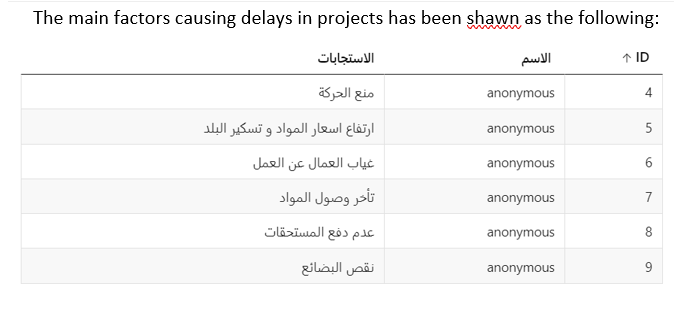 The main factors causing delays in projects has been shawn as the following:
ID ↑ الاسم الاستجابات
4 anonymous منع الحركة
5 anonymous ارتفاع اسعار المواد و تسكير البلد
6 anonymous غياب العمال عن العمل
7 anonymous تأخر وصول المواد
8 anonymous عدم دفع المستحقات
9 anonymous نقص البضائع